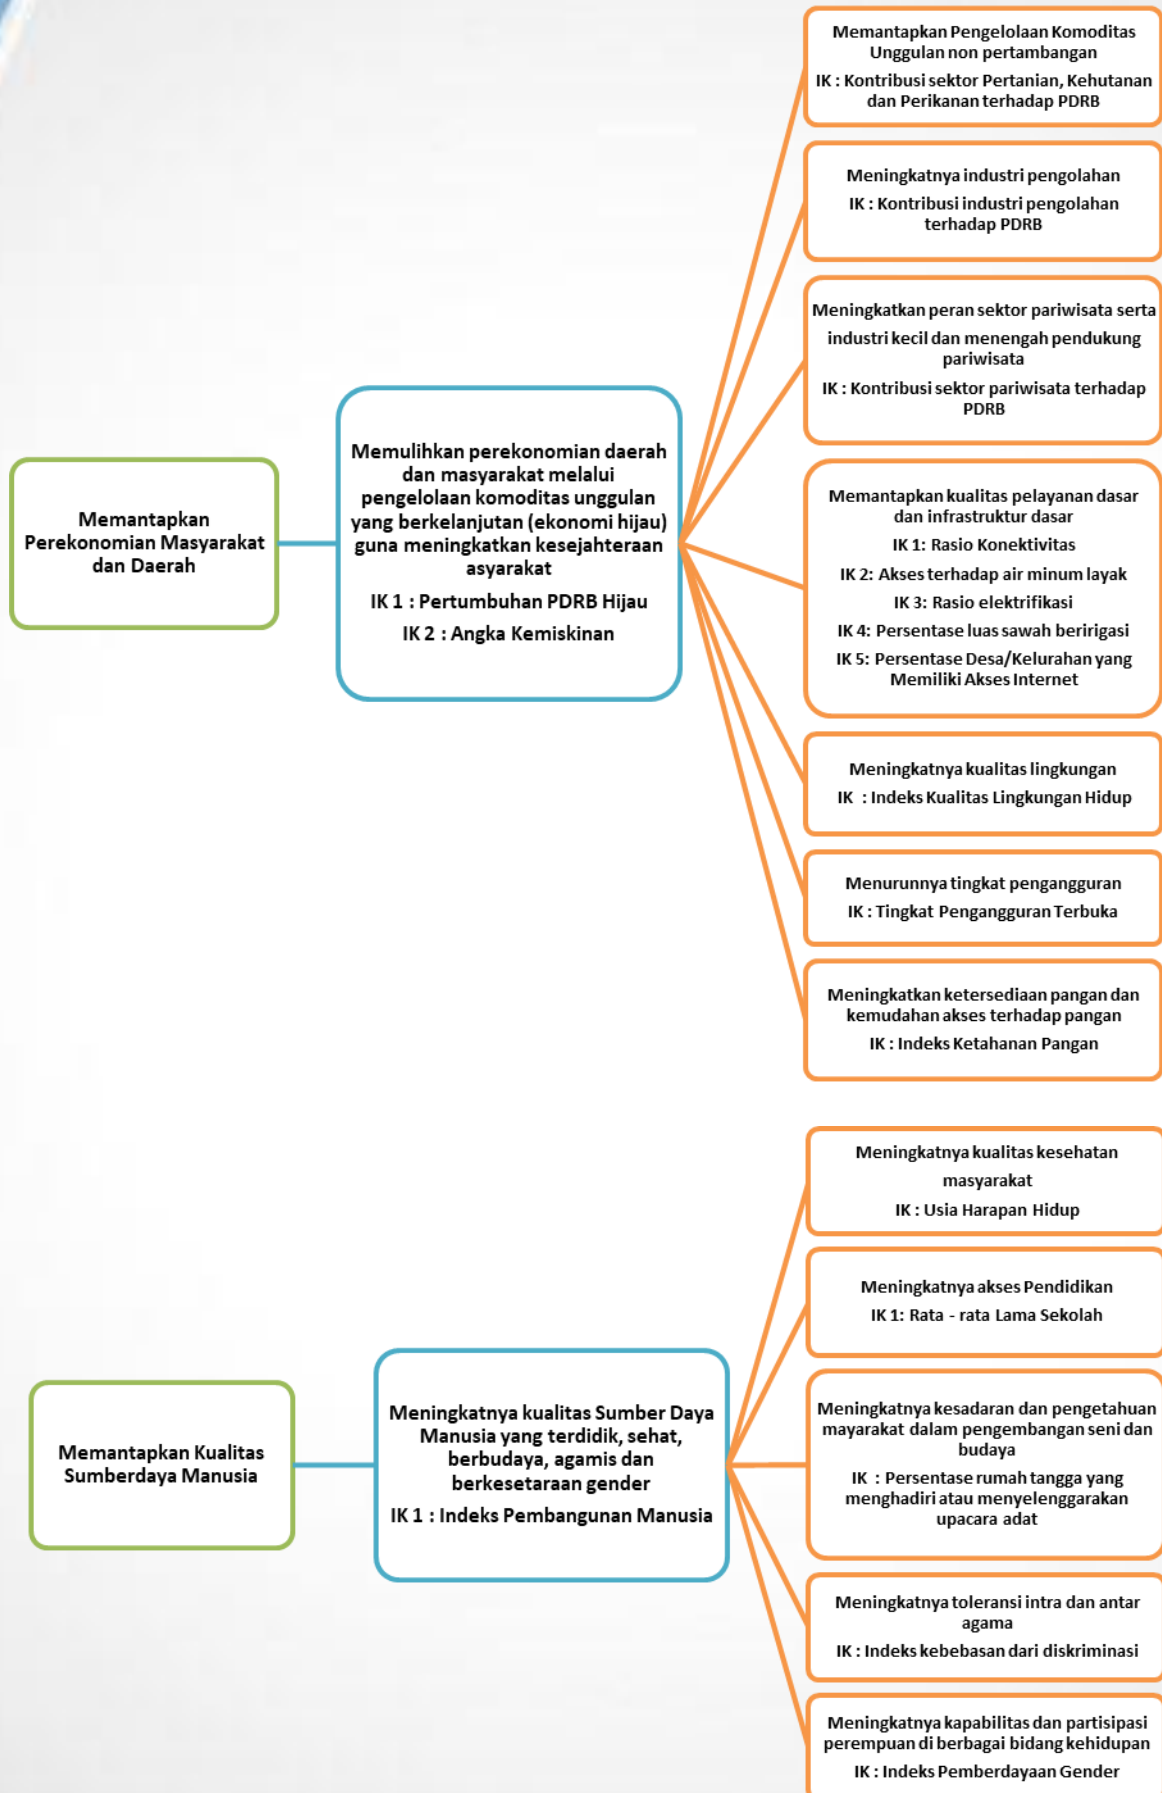 Memantapkan
Perekonomian Masyarakat
dan Daerah
Memulihkan perekonomian daerah
dan masyarakat melalui
pengelolaan komoditas unggulan
yang berkelanjutan (ekonomi hijau)
guna meningkatkan kesejahteraan
asyarakat
IK 1 : Pertumbuhan PDRB Hijau
IK 2 : Angka Kemiskinan
Memantapkan Pengelolaan Komoditas
Unggulan non pertambangan
IK : Kontribusi sektor Pertanian, Kehutanan
dan Perikanan terhadap PDRB
Meningkatnya industri pengolahan
IK : Kontribusi industri pengolahan
terhadap PDRB
Meningkatkan peran sektor pariwisata serta
industri kecil dan menengah pendukung
pariwisata
IK : Kontribusi sektor pariwisata terhadap
PDRB
Memantapkan kualitas pelayanan dasar
dan infrastruktur dasar
IK 1: Rasio Konektivitas
IK 2: Akses terhadap air minum layak
IK 3: Rasio elektrifikasi
IK 4: Persentase luas sawah beririgasi
IK 5: Persentase Desa/Kelurahan yang
Memiliki Akses Internet
Meningkatnya kualitas lingkungan
IK : Indeks Kualitas Lingkungan Hidup
Menurunnya tingkat pengangguran
IK : Tingkat Pengangguran Terbuka
Meningkatkan ketersediaan pangan dan
kemudahan akses terhadap pangan
IK : Indeks Ketahanan Pangan
Memantapkan Kualitas
Sumberdaya Manusia
Meningkatnya kualitas Sumber Daya
Manusia yang terdidik, sehat,
berbudaya, agamis dan
berkesetaraan gender
IK 1 : Indeks Pembangunan Manusia
Meningkatnya kualitas kesehatan
masyarakat
IK : Usia Harapan Hidup
Meningkatnya akses Pendidikan
IK 1: Rata - rata Lama Sekolah
Meningkatnya kesadaran dan pengetahuan
mayarakat dalam pengembangan seni dan
budaya
IK : Persentase rumah tangga yang
menghadiri atau menyelenggarakan
upacara adat
Meningkatnya toleransi intra dan antar
agama
IK : Indeks kebebasan dari diskriminasi
Meningkatnya kapabilitas dan partisipasi
perempuan di berbagai bidang kehidupan
IK : Indeks Pemberdayaan Gender